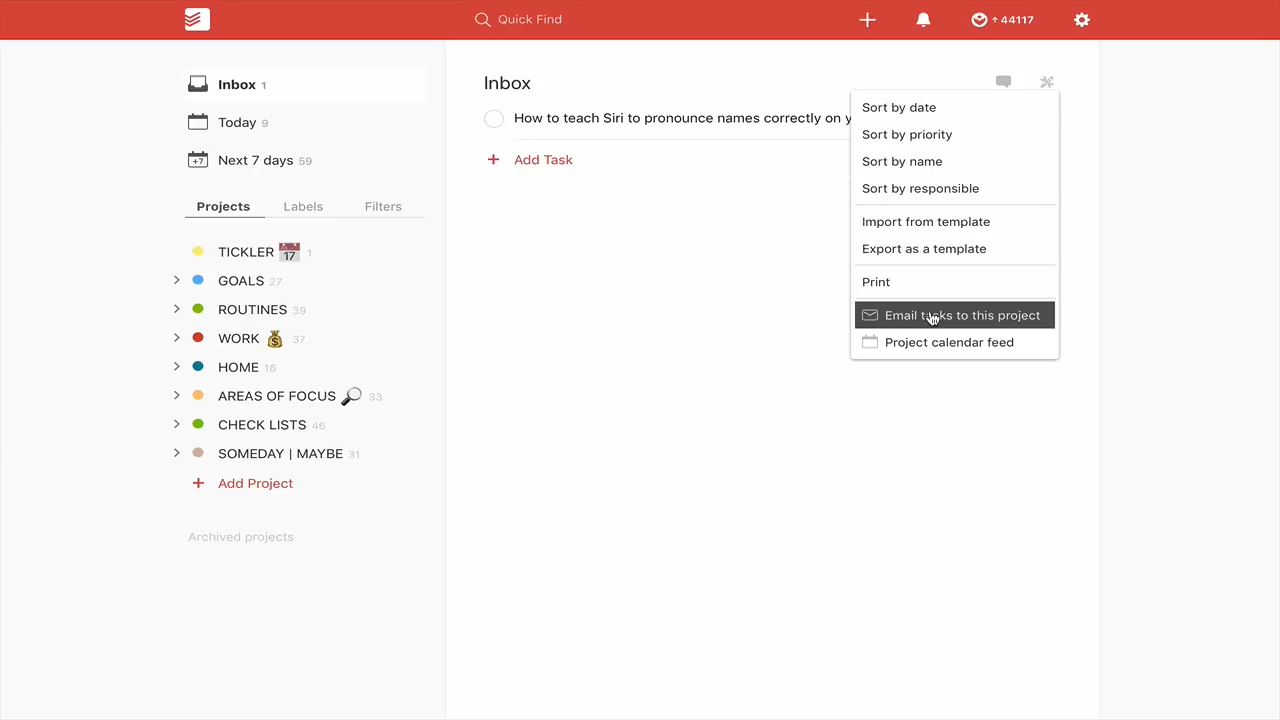 Quick Find
↑ 44117
Inbox 1
Today 9
+7 Next 7 days 59
Projects Labels Filters
TICKLER 17 1
GOALS 27
ROUTINES 39
WORK 37
HOME 16
AREAS OF FOCUS 33
CHECK LISTS 46
SOMEDAY | MAYBE 31
+ Add Project
Archived projects
Inbox
How to teach Siri to pronounce names correctly on y
+ Add Task
Sort by date
Sort by priority
Sort by name
Sort by responsible
Import from template
Export as a template
Print
Email tasks to this project
Project calendar feed